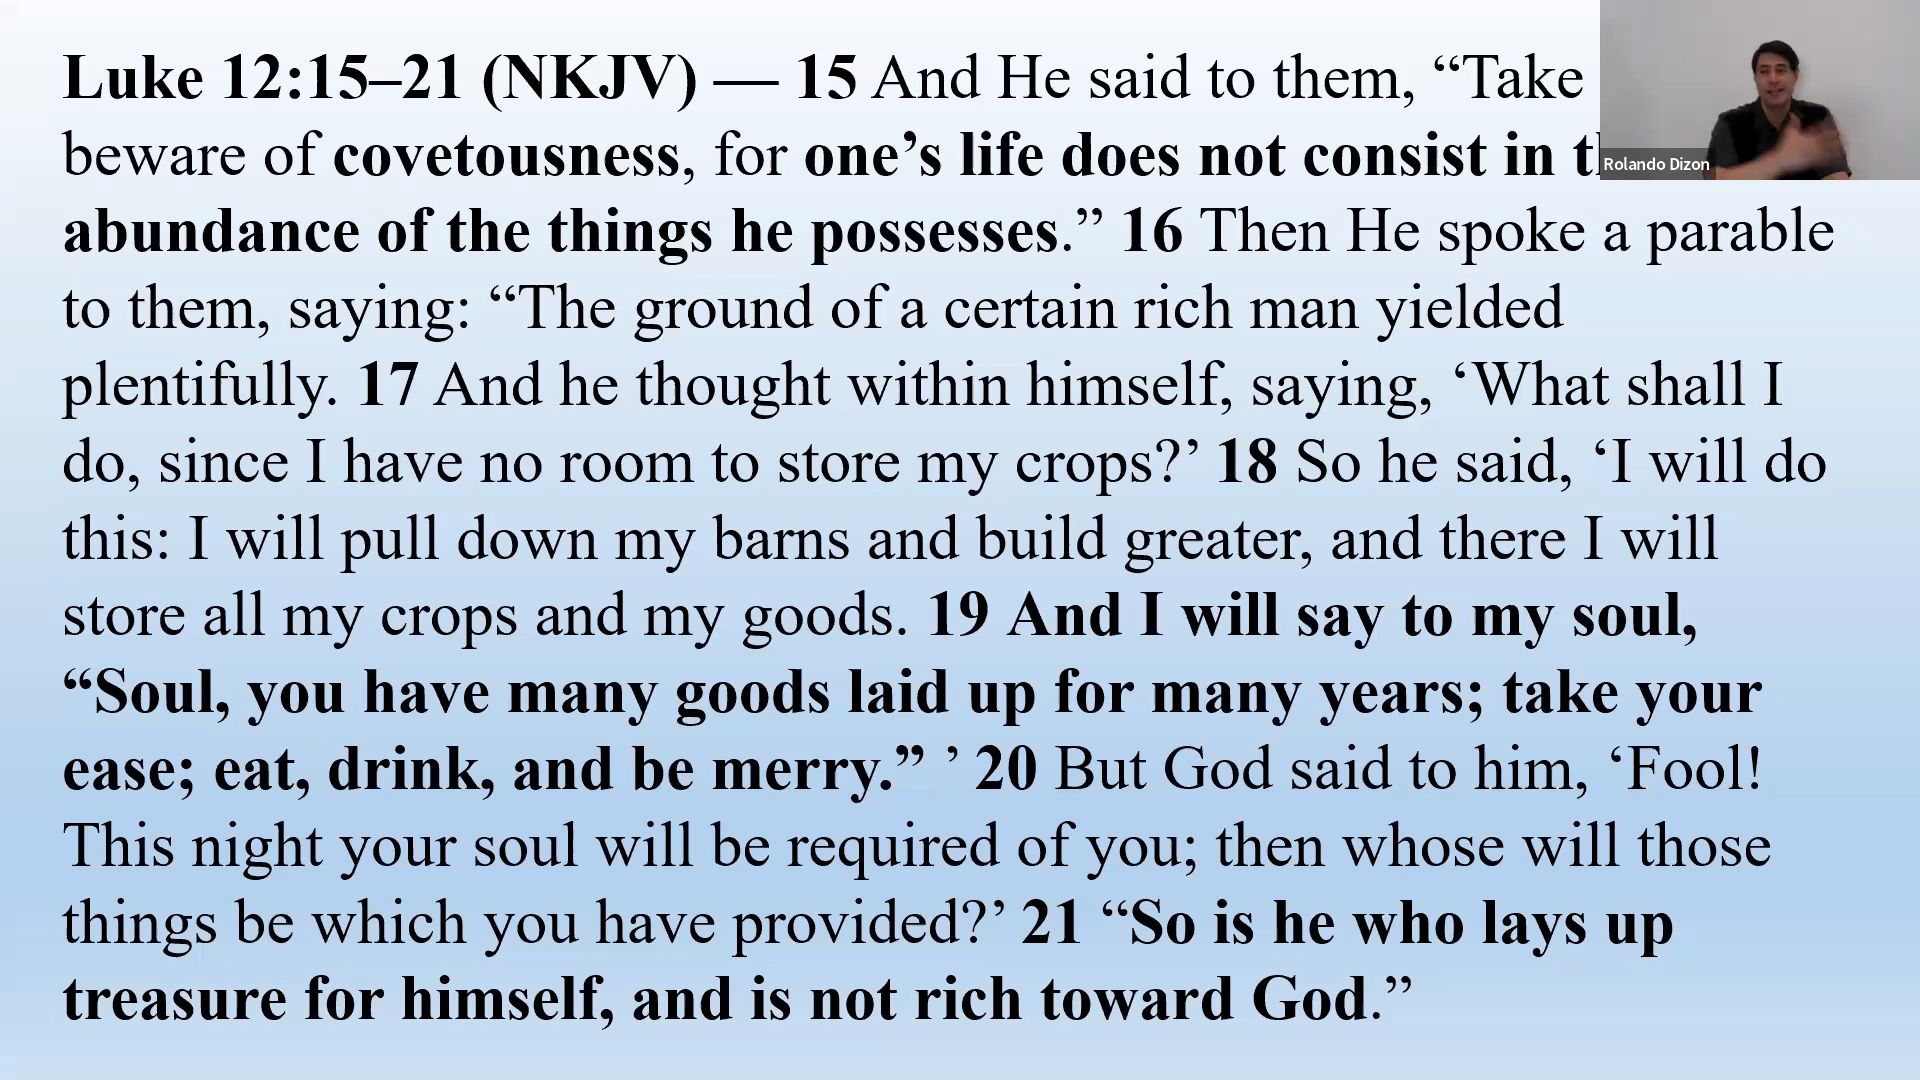 Luke 12:15–21 (NKJV) — 15 And He said to them, “Take
beware of covetousness, for one’s life does not consist in
abundance of the things he possesses.” 16 Then He spoke a parable
to them, saying: “The ground of a certain rich man yielded
plentifully. 17 And he thought within himself, saying, ‘What shall I
do, since I have no room to store my crops?’ 18 So he said, ‘I will do
this: I will pull down my barns and build greater, and there I will
store all my crops and my goods. 19 And I will say to my soul,
“Soul, you have many goods laid up for many years; take your
ease; eat, drink, and be merry.” ’ 20 But God said to him, ‘Fool!
This night your soul will be required of you; then whose will those
things be which you have provided?’ 21 “So is he who lays up
treasure for himself, and is not rich toward God.”
Rolando Dizon